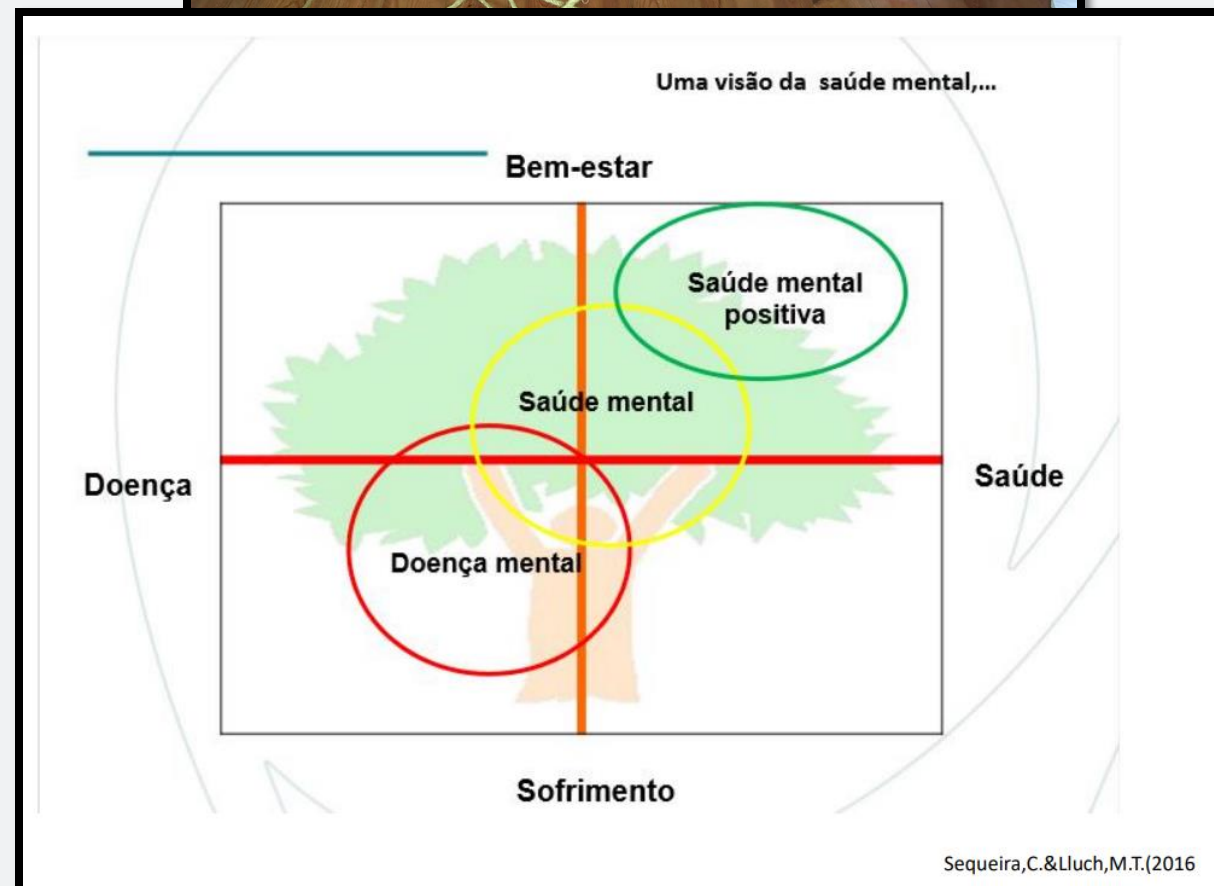 Uma visão da saúde mental,...
Bem-estar
Saúde mental
positiva
Saúde mental
Doença
Saúde
Doença mental
Sofrimento
Sequeira,C.&Lluch,M.T.(2016